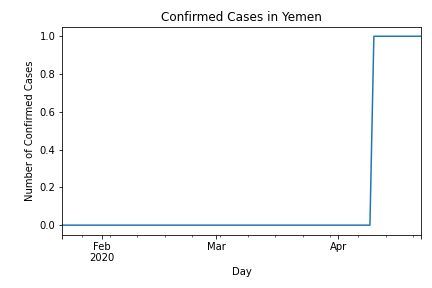 Confirmed Cases in Yemen
Number of Confirmed Cases
1.0
0.8
0.6
0.4
0.2
0.0
Feb Mar Apr
2020
Day